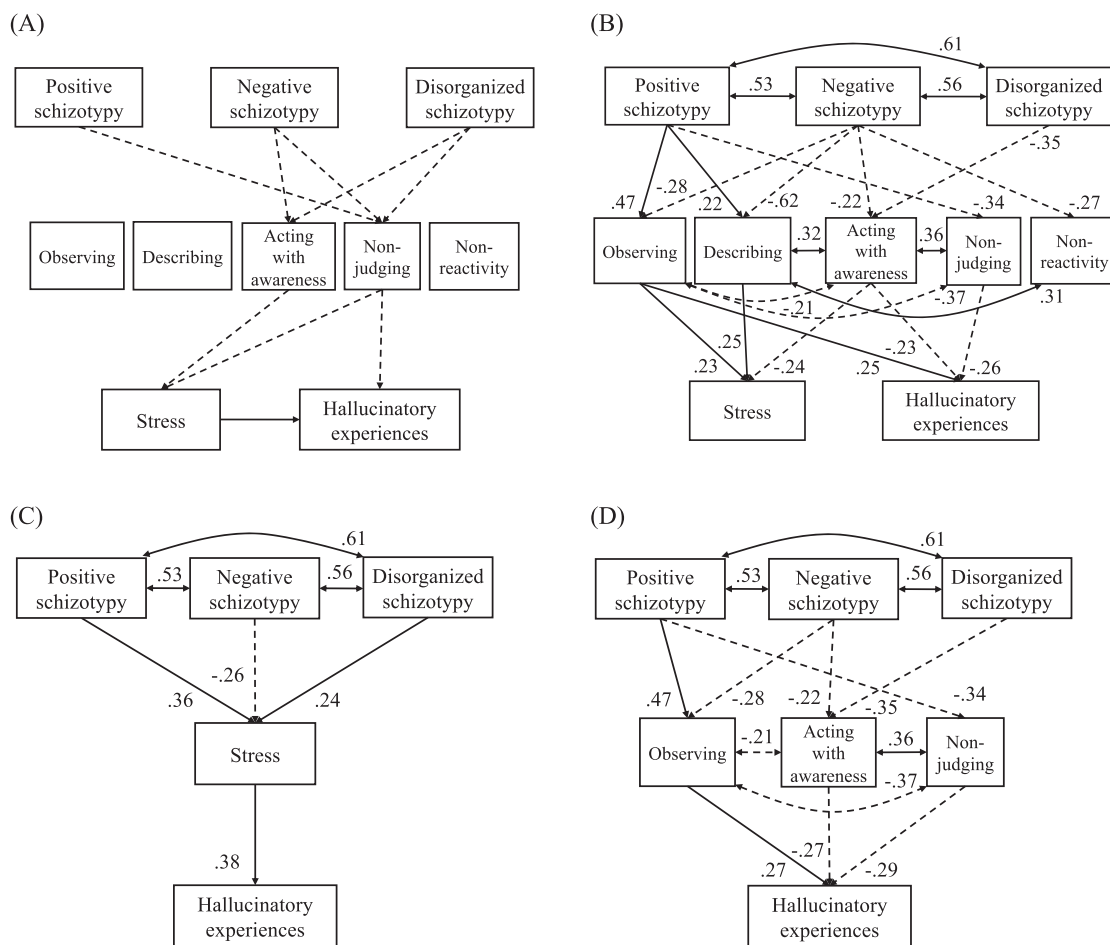 (A)
Positive
schizotypy
Negative
schizotypy
Disorganized
schizotypy
Observing
Describing
Acting
with
awareness
Non-
judging
Non-
reactivity
Stress
Hallucinatory
experiences
(B)
.61
Positive
schizotypy
.53
Negative
schizotypy
.56
Disorganized
schizotypy
-.35
.47
-.28
.22
-.62
-.22
-.34
-.27
Observing
Describing
.32
Acting
with
awareness
.36
Non-
judging
Non-
reactivity
-.21
-.37
.31
.23
.25
-.24
.25
-.23
-.26
Stress
Hallucinatory
experiences
(C)
.61
Positive
schizotypy
.53
Negative
schizotypy
.56
Disorganized
schizotypy
.36
-.26
.24
Stress
.38
Hallucinatory
experiences
(D)
.61
Positive
schizotypy
.53
Negative
schizotypy
.56
Disorganized
schizotypy
.47
-.28
-.22
-.35
-.34
Observing
-.21
Acting
with
awareness
.36
Non-
judging
-.37
.27
-.27
-.29
Hallucinatory
experiences